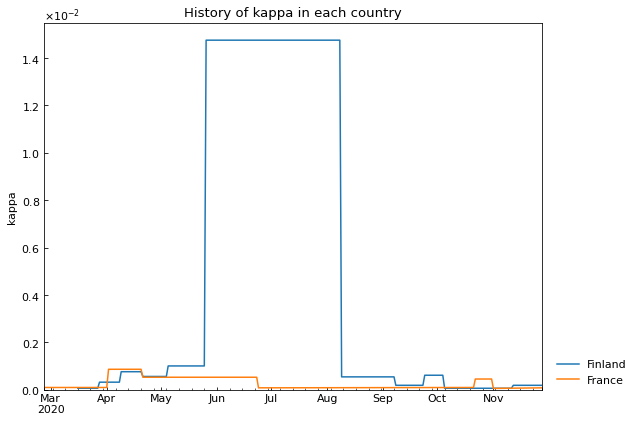 History of kappa in each country
×10⁻²
1.4
1.2
1.0
0.8
0.6
0.4
0.2
0.0
kappa
Mar Apr May Jun Jul Aug Sep Oct Nov
2020
Finland
France